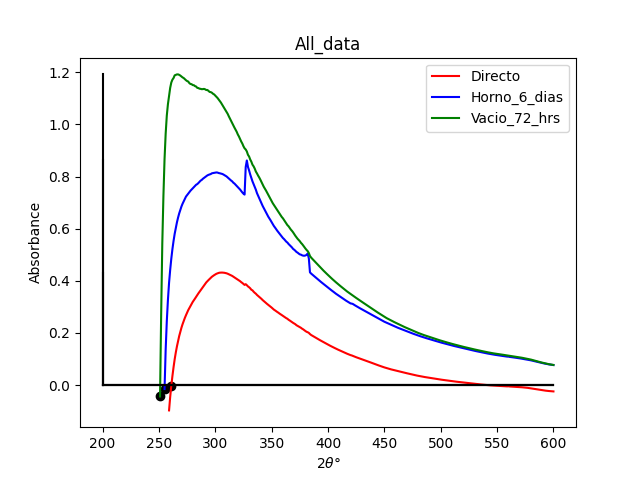 All_data
Directo
Horno_6_dias
Vacio_72_hrs
1.2
1.0
0.8
0.6
0.4
0.2
0.0
Absorbance
200 250 300 350 400 450 500 550 600
2θ°